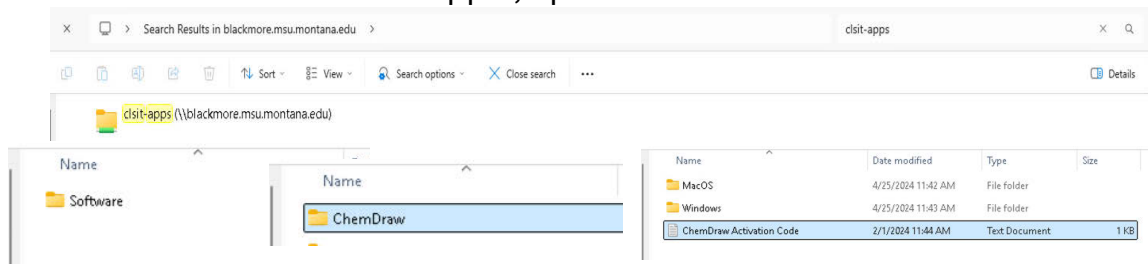 Search Results in blackmore.msu.montana.edu
clsit-apps
Sort
View
Search options
Close search
Details
clsit-apps (\\blackmore.msu.montana.edu)
Name
Software
Name
ChemDraw
Name Date modified Type Size
MacOS 4/25/2024 11:42 AM File folder
Windows 4/25/2024 11:43 AM File folder
ChemDraw Activation Code 2/1/2024 11:44 AM Text Document 1 KB